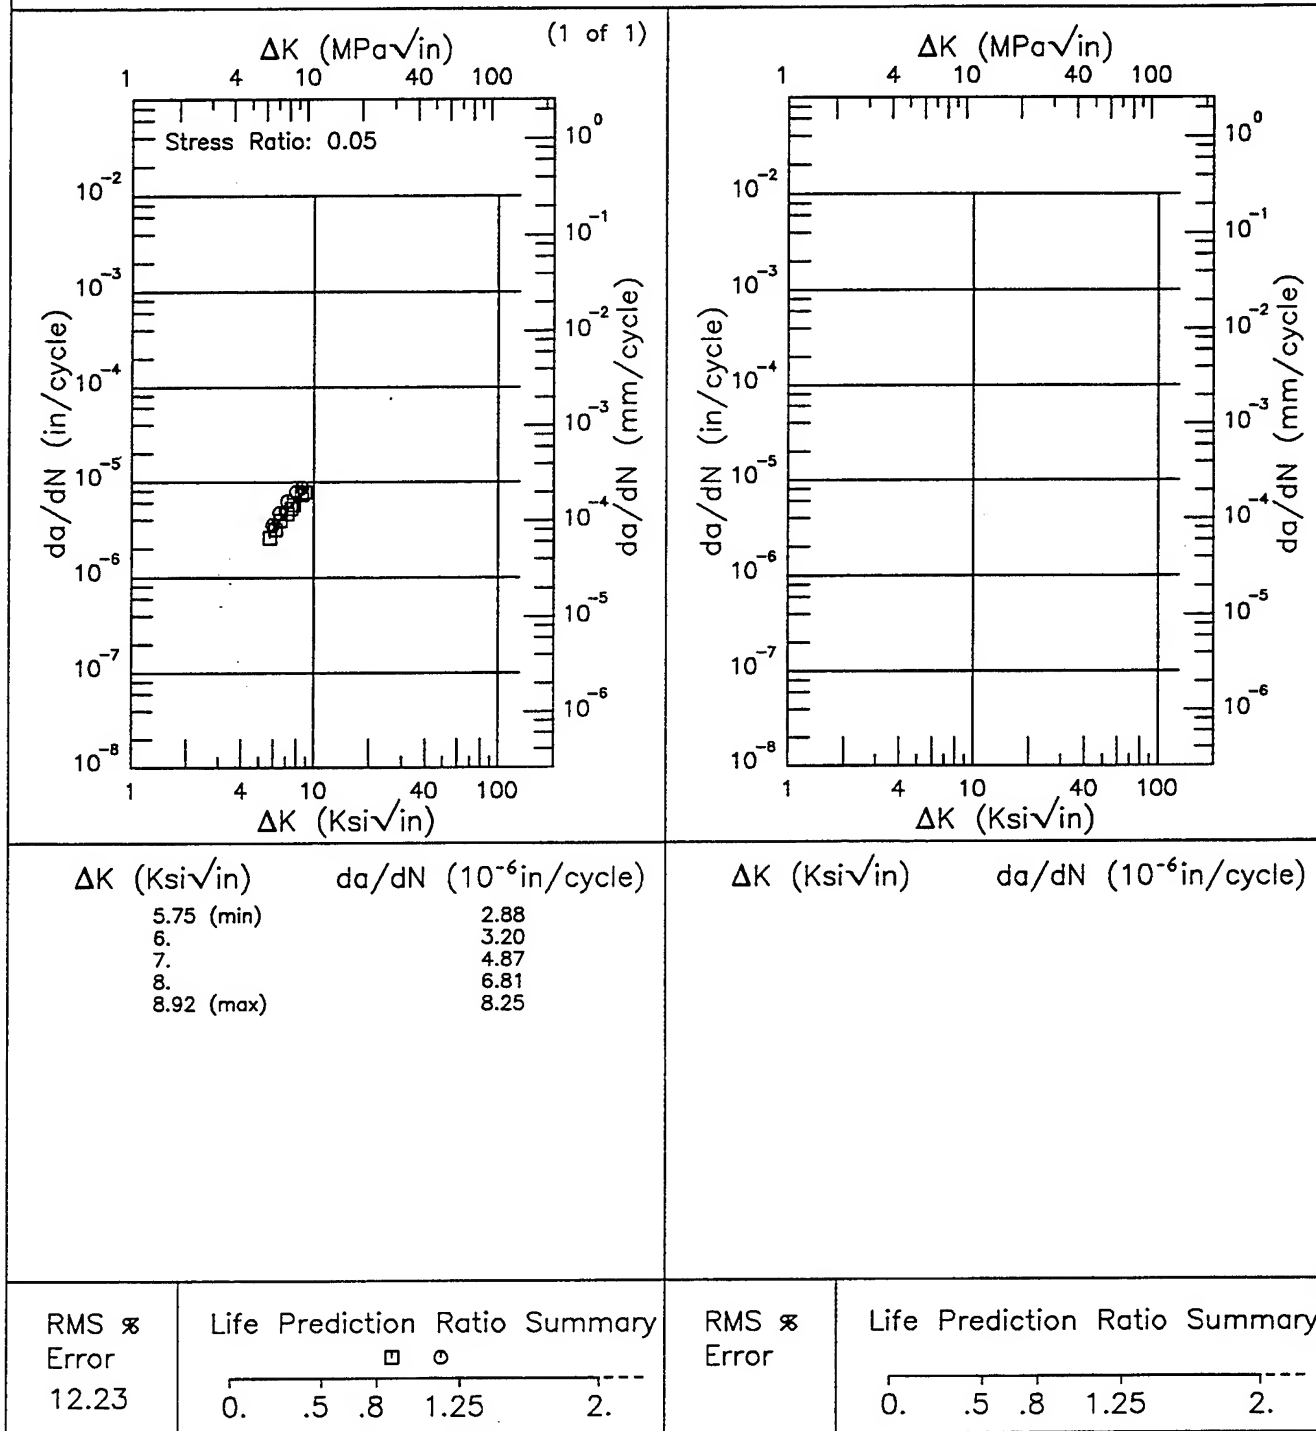 (1 of 1)
ΔK (MPa√in)
1 4 10 40 100
Stress Ratio: 0.05
10⁻²
10⁻³
10⁻⁴
10⁻⁵
10⁻⁶
10⁻⁷
10⁻⁸
da/dN (in/cycle)
10⁰
10⁻¹
10⁻²
10⁻³
10⁻⁴
10⁻⁵
10⁻⁶
da/dN (mm/cycle)
1 4 10 40 100
ΔK (Ksi√in)
ΔK (MPa√in)
1 4 10 40 100
10⁻²
10⁻³
10⁻⁴
10⁻⁵
10⁻⁶
10⁻⁷
10⁻⁸
da/dN (in/cycle)
10⁰
10⁻¹
10⁻²
10⁻³
10⁻⁴
10⁻⁵
10⁻⁶
da/dN (mm/cycle)
1 4 10 40 100
ΔK (Ksi√in)
ΔK (Ksi√in) da/dN (10⁻⁶in/cycle)
5.75 (min) 2.88
6. 3.20
7. 4.87
8. 6.81
8.92 (max) 8.25
ΔK (Ksi√in) da/dN (10⁻⁶in/cycle)
RMS %
Error
12.23
Life Prediction Ratio Summary
0. .5 .8 1.25 2.
RMS %
Error
Life Prediction Ratio Summary
0. .5 .8 1.25 2.